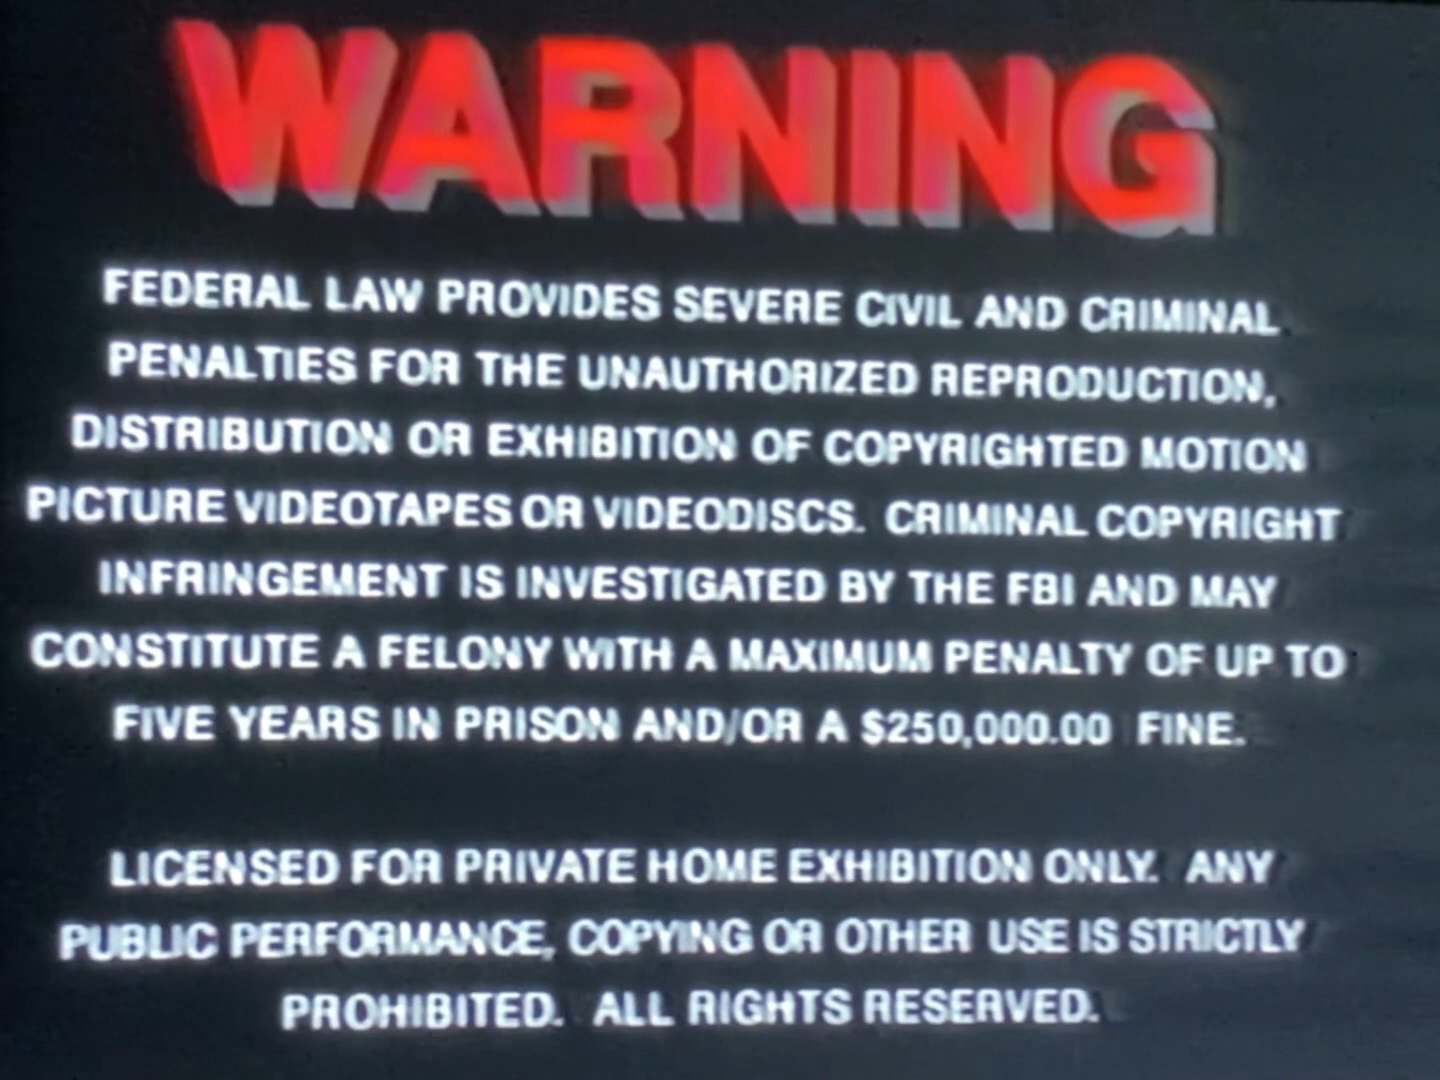 WARNING
FEDERAL LAW PROVIDES SEVERE CIVIL AND CRIMINAL
PENALTIES FOR THE UNAUTHORIZED REPRODUCTION,
DISTRIBUTION OR EXHIBITION OF COPYRIGHTED MOTION
PICTURE VIDEOTAPES OR VIDEODISCS. CRIMINAL COPYRIGHT
INFRINGEMENT IS INVESTIGATED BY THE FBI AND MAY
CONSTITUTE A FELONY WITH A MAXIMUM PENALTY OF UP TO
FIVE YEARS IN PRISON AND/OR A $250,000.00 FINE.
LICENSED FOR PRIVATE HOME EXHIBITION ONLY. ANY
PUBLIC PERFORMANCE, COPYING OR OTHER USE IS STRICTLY
PROHIBITED. ALL RIGHTS RESERVED.